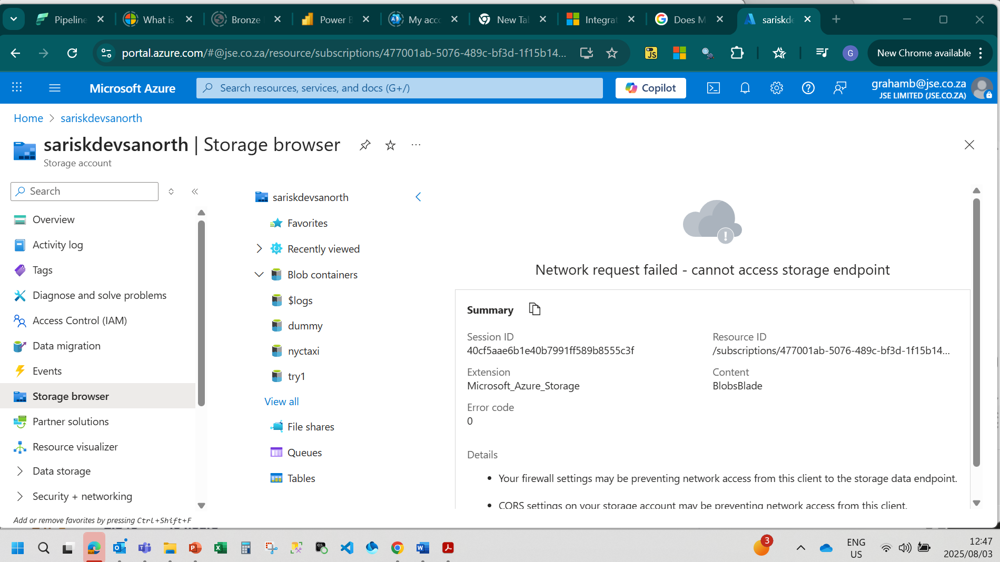 Pipeline
What is
Bronze
Power B
My acco
New Tab
Integrat
Does M
sariskde
portal.azure.com/#@jse.co.za/resource/subscriptions/477001ab-5076-489c-bf3d-1f15b14...
JS
G
New Chrome available
Microsoft Azure
Search resources, services, and docs (G+/)
Copilot
grahamb@jse.co.za
JSE LIMITED (JSE.CO.ZA)
Home > sariskdevsanorth
sariskdevsanorth | Storage browser
Storage account
Search
Overview
Activity log
Tags
Diagnose and solve problems
Access Control (IAM)
Data migration
Events
Storage browser
Partner solutions
Resource visualizer
Data storage
Security + networking
Add or remove favorites by pressing Ctrl+Shift+F
sariskdevsanorth
Favorites
Recently viewed
Blob containers
$logs
dummy
nyctaxi
try1
View all
File shares
Queues
Tables
Network request failed - cannot access storage endpoint
Summary
Session ID
40cf5aae6b1e40b7991ff589b8555c3f
Resource ID
/subscriptions/477001ab-5076-489c-bf3d-1f15b14...
Extension
Microsoft_Azure_Storage
Content
BlobsBlade
Error code
0
Details
• Your firewall settings may be preventing network access from this client to the storage data endpoint.
• CORS settings on your storage account may be preventing network access from this client.
3
ENG
US
12:47
2025/08/03